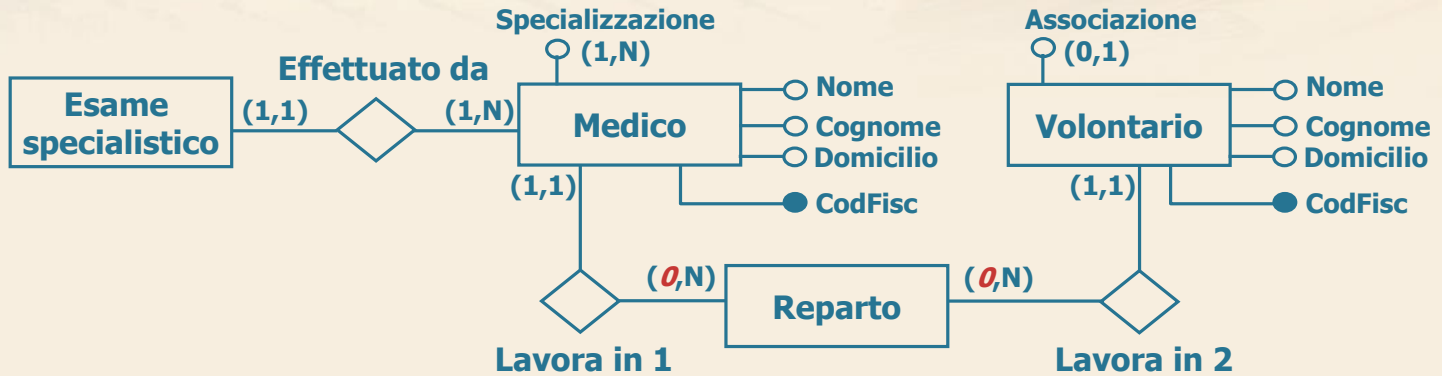 Specializzazione
(1,N)
Associazione
(0,1)
Effettuato da
Esame
specialistico
(1,1)
(1,N)
Medico
Nome
Cognome
Domicilio
CodFisc
Volontario
Nome
Cognome
Domicilio
CodFisc
(1,1)
(1,1)
(0,N)
Reparto
(0,N)
Lavora in 1
Lavora in 2